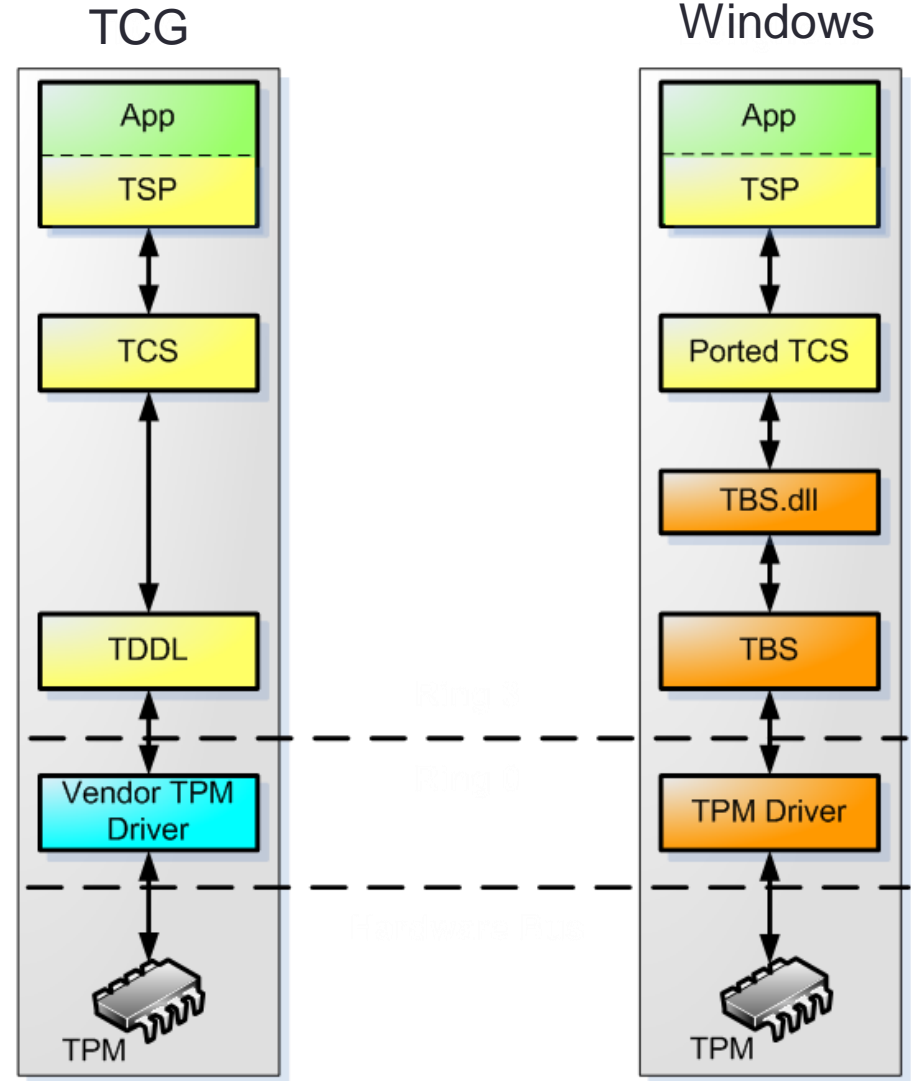 TCG
App
TSP
TCS
TDDL
Vendor TPM
Driver
TPM
Windows
App
TSP
Ported TCS
TBS.dll
TBS
TPM Driver
TPM